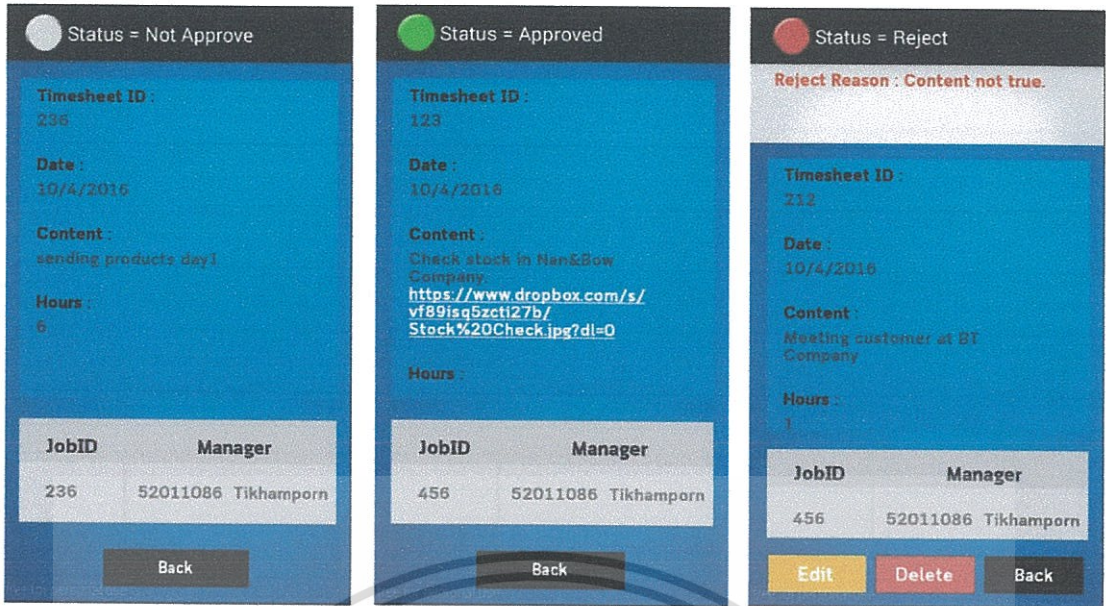 Status = Not Approve
Timesheet ID :
236
Date :
10/4/2016
Content :
sending products day1
Hours :
6
JobID Manager
236 52011086 Tikhamporn
Back
Status = Approved
Timesheet ID :
123
Date :
10/4/2016
Content :
Check stock in Nan&Bow
Company.
https://www.dropbox.com/s/
vf89isq5zcti27b/
Stock%20Check.jpg?dl=0
Hours :
JobID Manager
456 52011086 Tikhamporn
Back
Status = Reject
Reject Reason : Content not true.
Timesheet ID :
212
Date :
10/4/2016
Content :
Meeting customer at BT
Company
Hours :
1
JobID Manager
456 52011086 Tikhamporn
Edit Delete Back